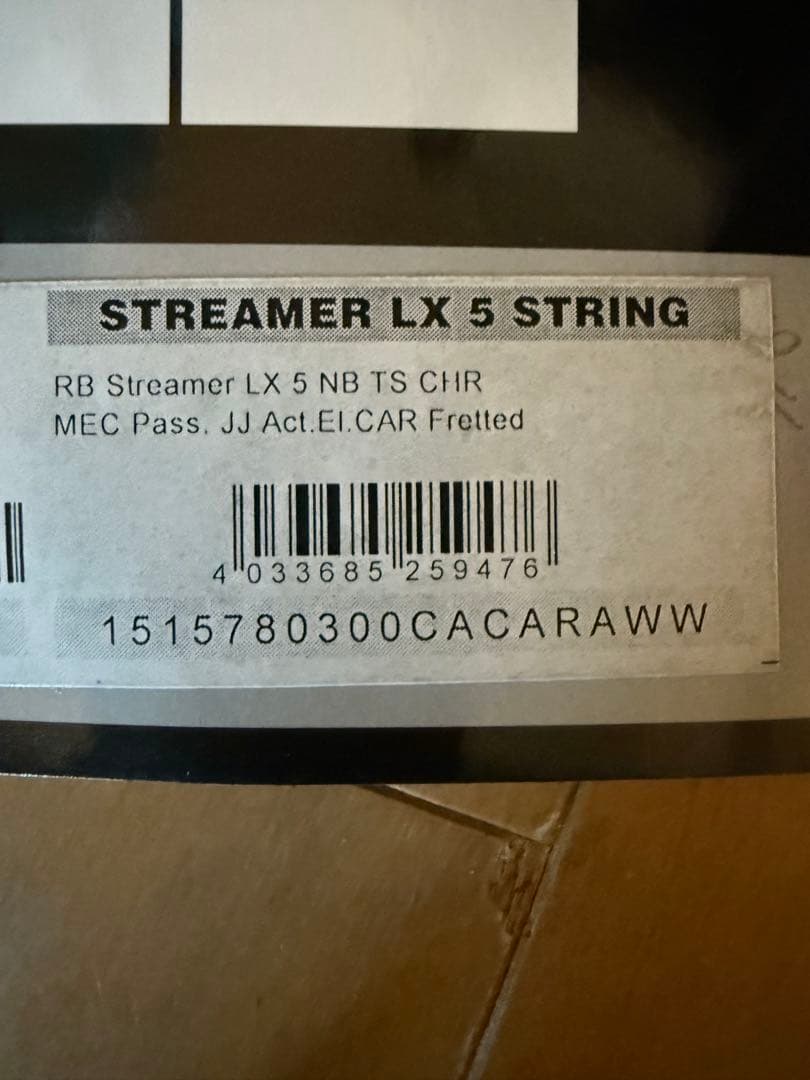 STREAMER LX 5 STRING
RB Streamer LX 5 NB TS CHR
MEC Pass. JJ Act.El.CAR Fretted
4 033685 259476
1515780300CACARAWW